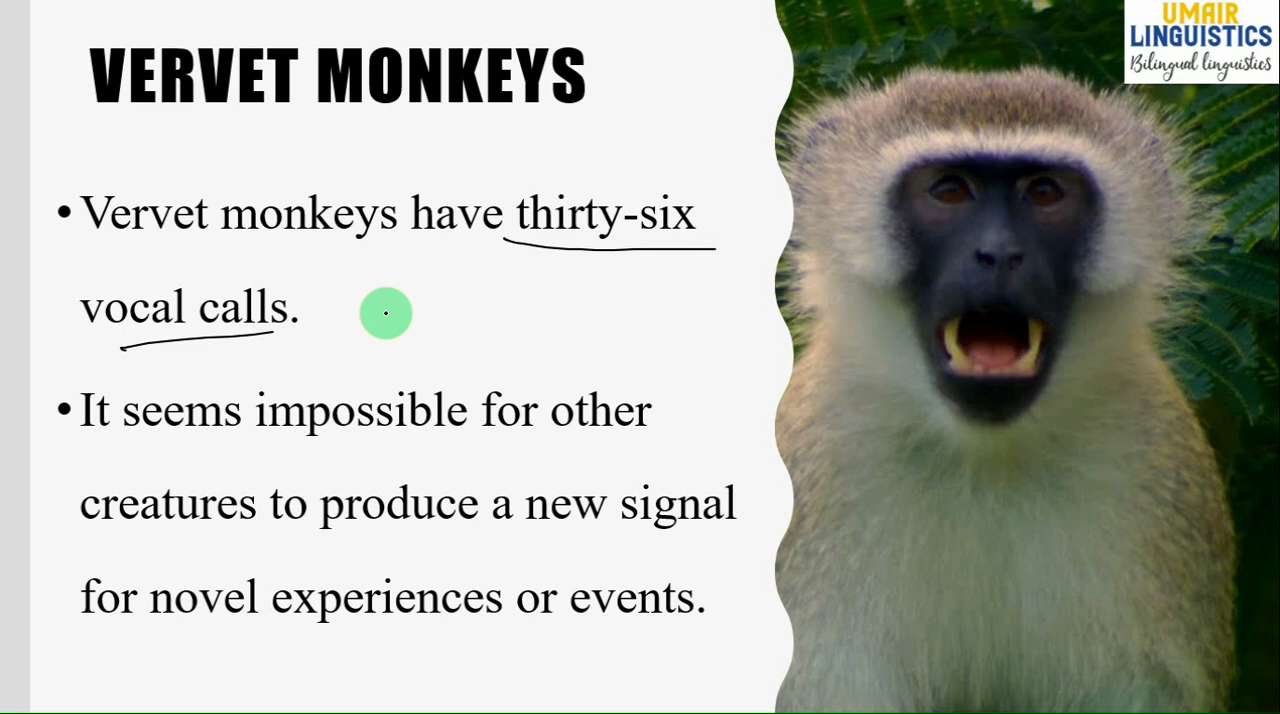 UMAIR
LINGUISTICS
Bilingual linguistics
VERVET MONKEYS
• Vervet monkeys have thirty-six
vocal calls.
• It seems impossible for other
creatures to produce a new signal
for novel experiences or events.